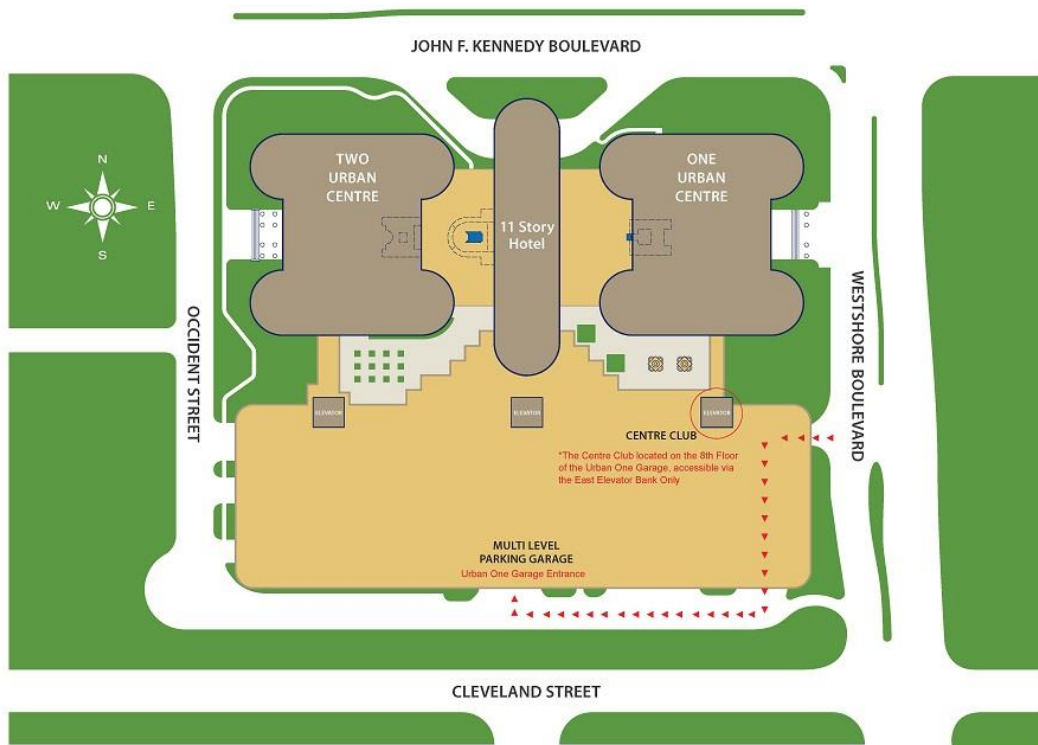 JOHN F. KENNEDY BOULEVARD
TWO
URBAN
CENTRE
ONE
URBAN
CENTRE
N
W
E
S
11 Story
Hotel
OCCIDENT STREET
WESTSHORE BOULEVARD
ELEVATOR
ELEVATOR
ELEVATOR
CENTRE CLUB
*The Centre Club located on the 8th Floor
of the Urban One Garage, accessible via
the East Elevator Bank Only
MULTI LEVEL
PARKING GARAGE
Urban One Garage Entrance
CLEVELAND STREET